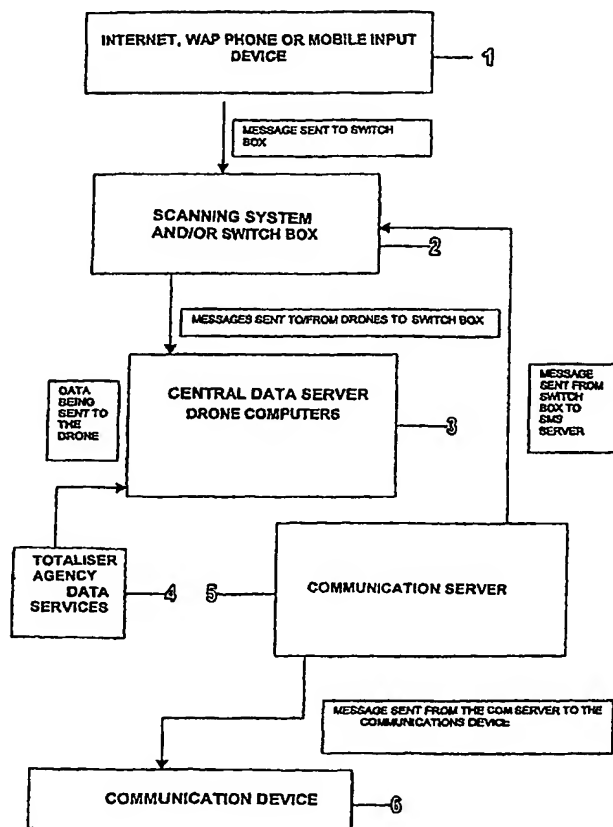 INTERNET, WAP PHONE OR MOBILE INPUT
DEVICE
1
MESSAGE SENT TO SWITCH
BOX
SCANNING SYSTEM
AND/OR SWITCH BOX
2
MESSAGES SENT TO/FROM DRONES TO SWITCH BOX
DATA
BEING
SENT TO
THE
DRONE
CENTRAL DATA SERVER
DRONE COMPUTERS
3
MESSAGE
SENT FROM
SWITCH
BOX TO
SMS
SERVER
TOTALISER
AGENCY
DATA
SERVICES
4
5
COMMUNICATION SERVER
MESSAGE SENT FROM THE COM SERVER TO THE
COMMUNICATIONS DEVICE
COMMUNICATION DEVICE
6